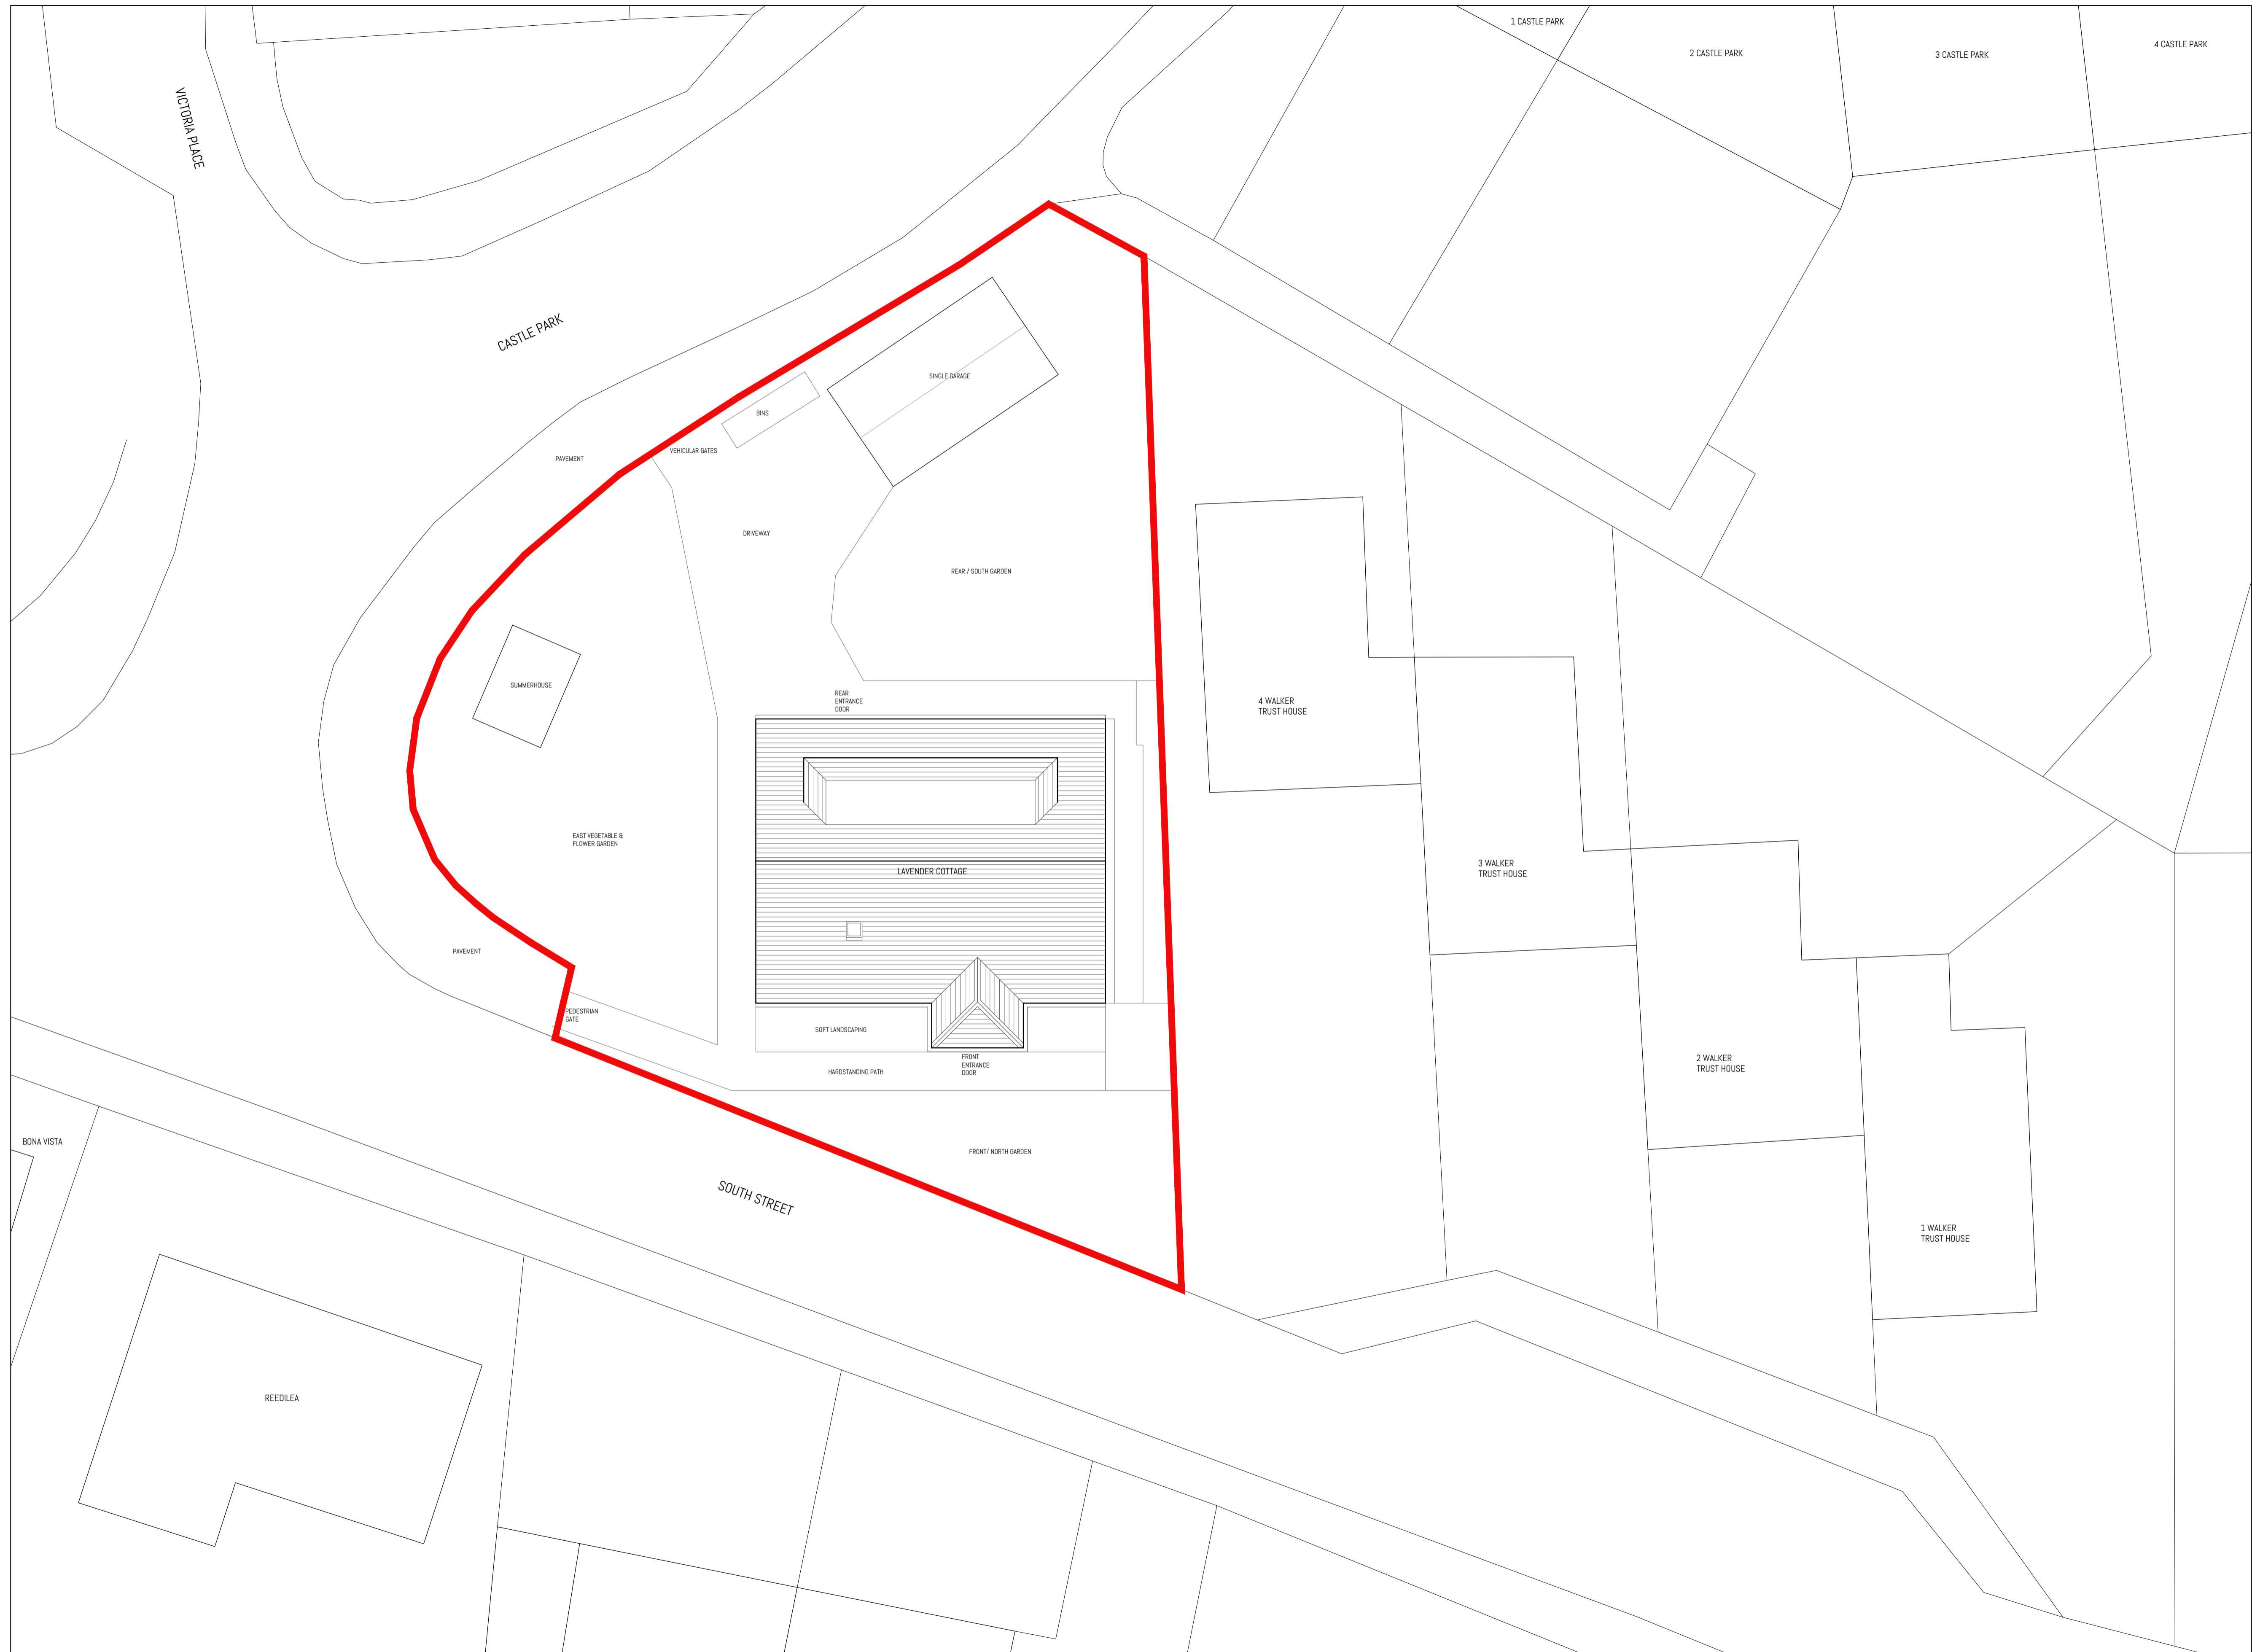 1 CASTLE PARK
2 CASTLE PARK
3 CASTLE PARK
4 CASTLE PARK
VICTORIA PLACE
CASTLE PARK
SINGLE GARAGE
BINS
VEHICULAR GATES
PAVEMENT
DRIVEWAY
REAR / SOUTH GARDEN
SUMMERHOUSE
REAR
ENTRANCE
DOOR
4 WALKER
TRUST HOUSE
EAST VEGETABLE &
FLOWER GARDEN
LAVENDER COTTAGE
3 WALKER
TRUST HOUSE
PAVEMENT
PEDESTRIAN
GATE
SOFT LANDSCAPING
FRONT
ENTRANCE
DOOR
HARDSTANDING PATH
2 WALKER
TRUST HOUSE
BONA VISTA
FRONT/ NORTH GARDEN
SOUTH STREET
1 WALKER
TRUST HOUSE
REEDILEA